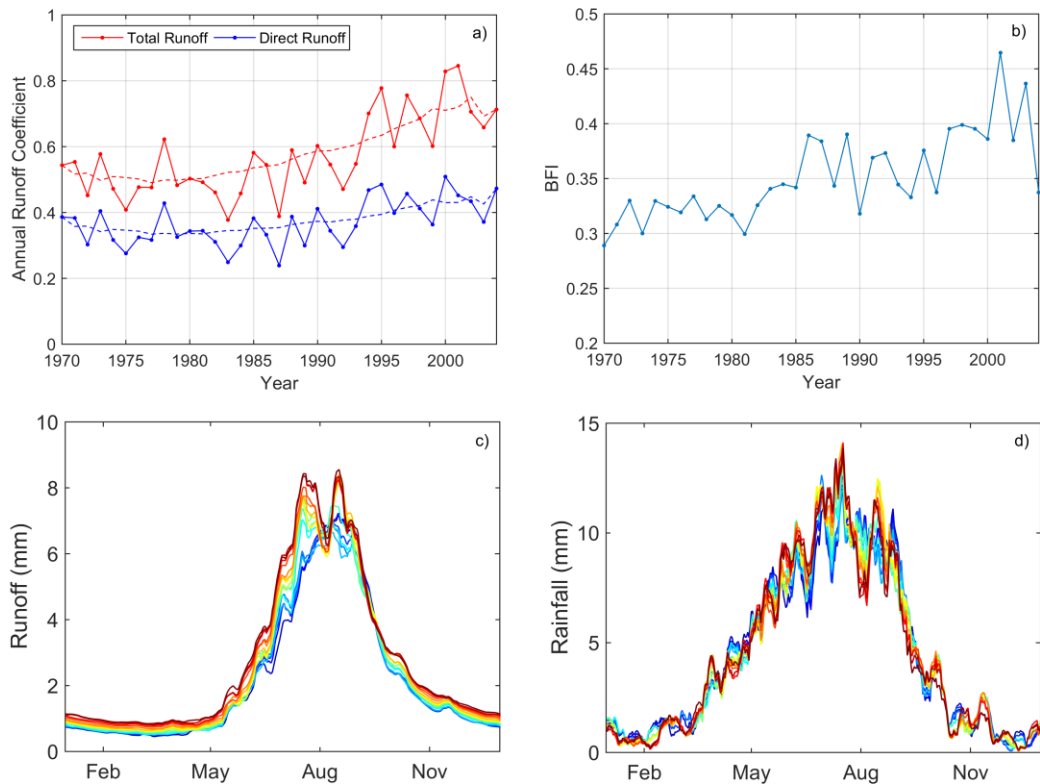 a)
Total Runoff
Direct Runoff
Annual Runoff Coefficient
1
0.8
0.6
0.4
0.2
0
1970 1975 1980 1985 1990 1995 2000
Year
b)
BFI
0.5
0.45
0.4
0.35
0.3
0.25
0.2
1970 1975 1980 1985 1990 1995 2000
Year
c)
Runoff (mm)
10
8
6
4
2
0
Feb May Aug Nov
d)
Rainfall (mm)
15
10
5
0
Feb May Aug Nov